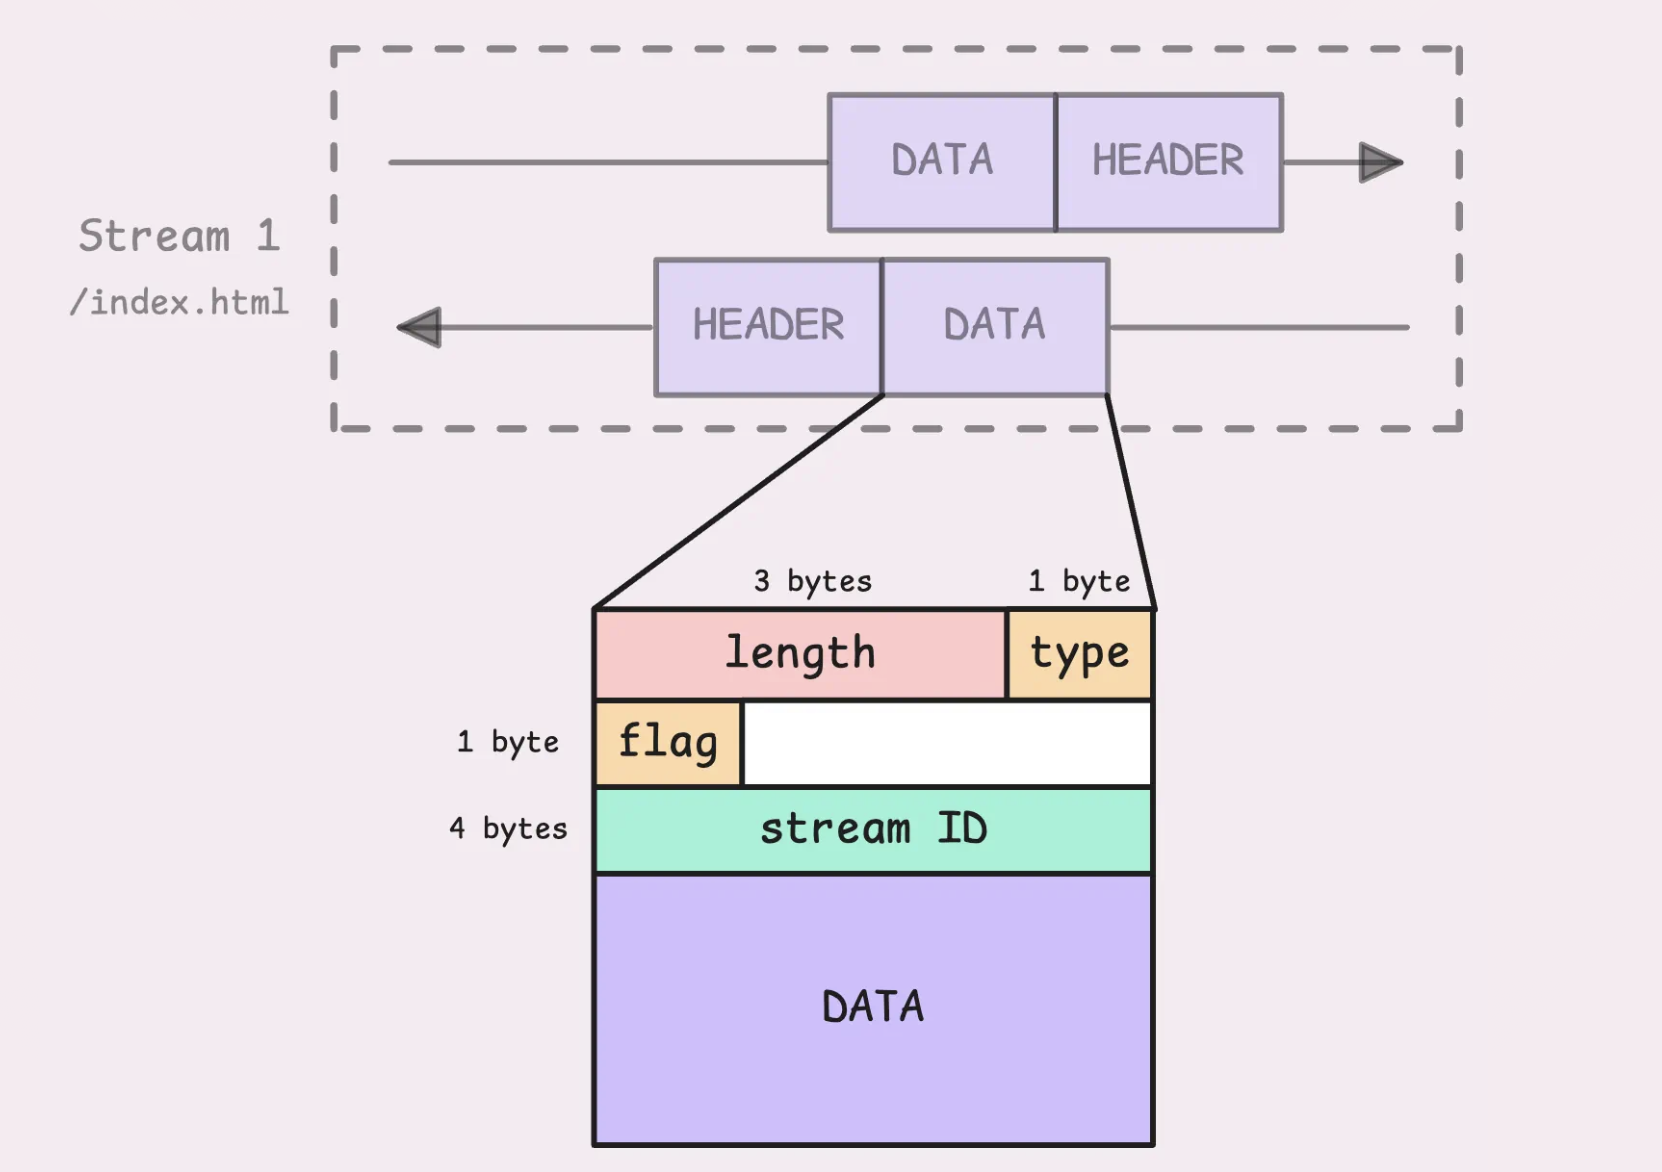 DATA
HEADER
Stream 1
/index.html
HEADER
DATA
3 bytes
1 byte
length
type
1 byte
flag
4 bytes
stream ID
DATA